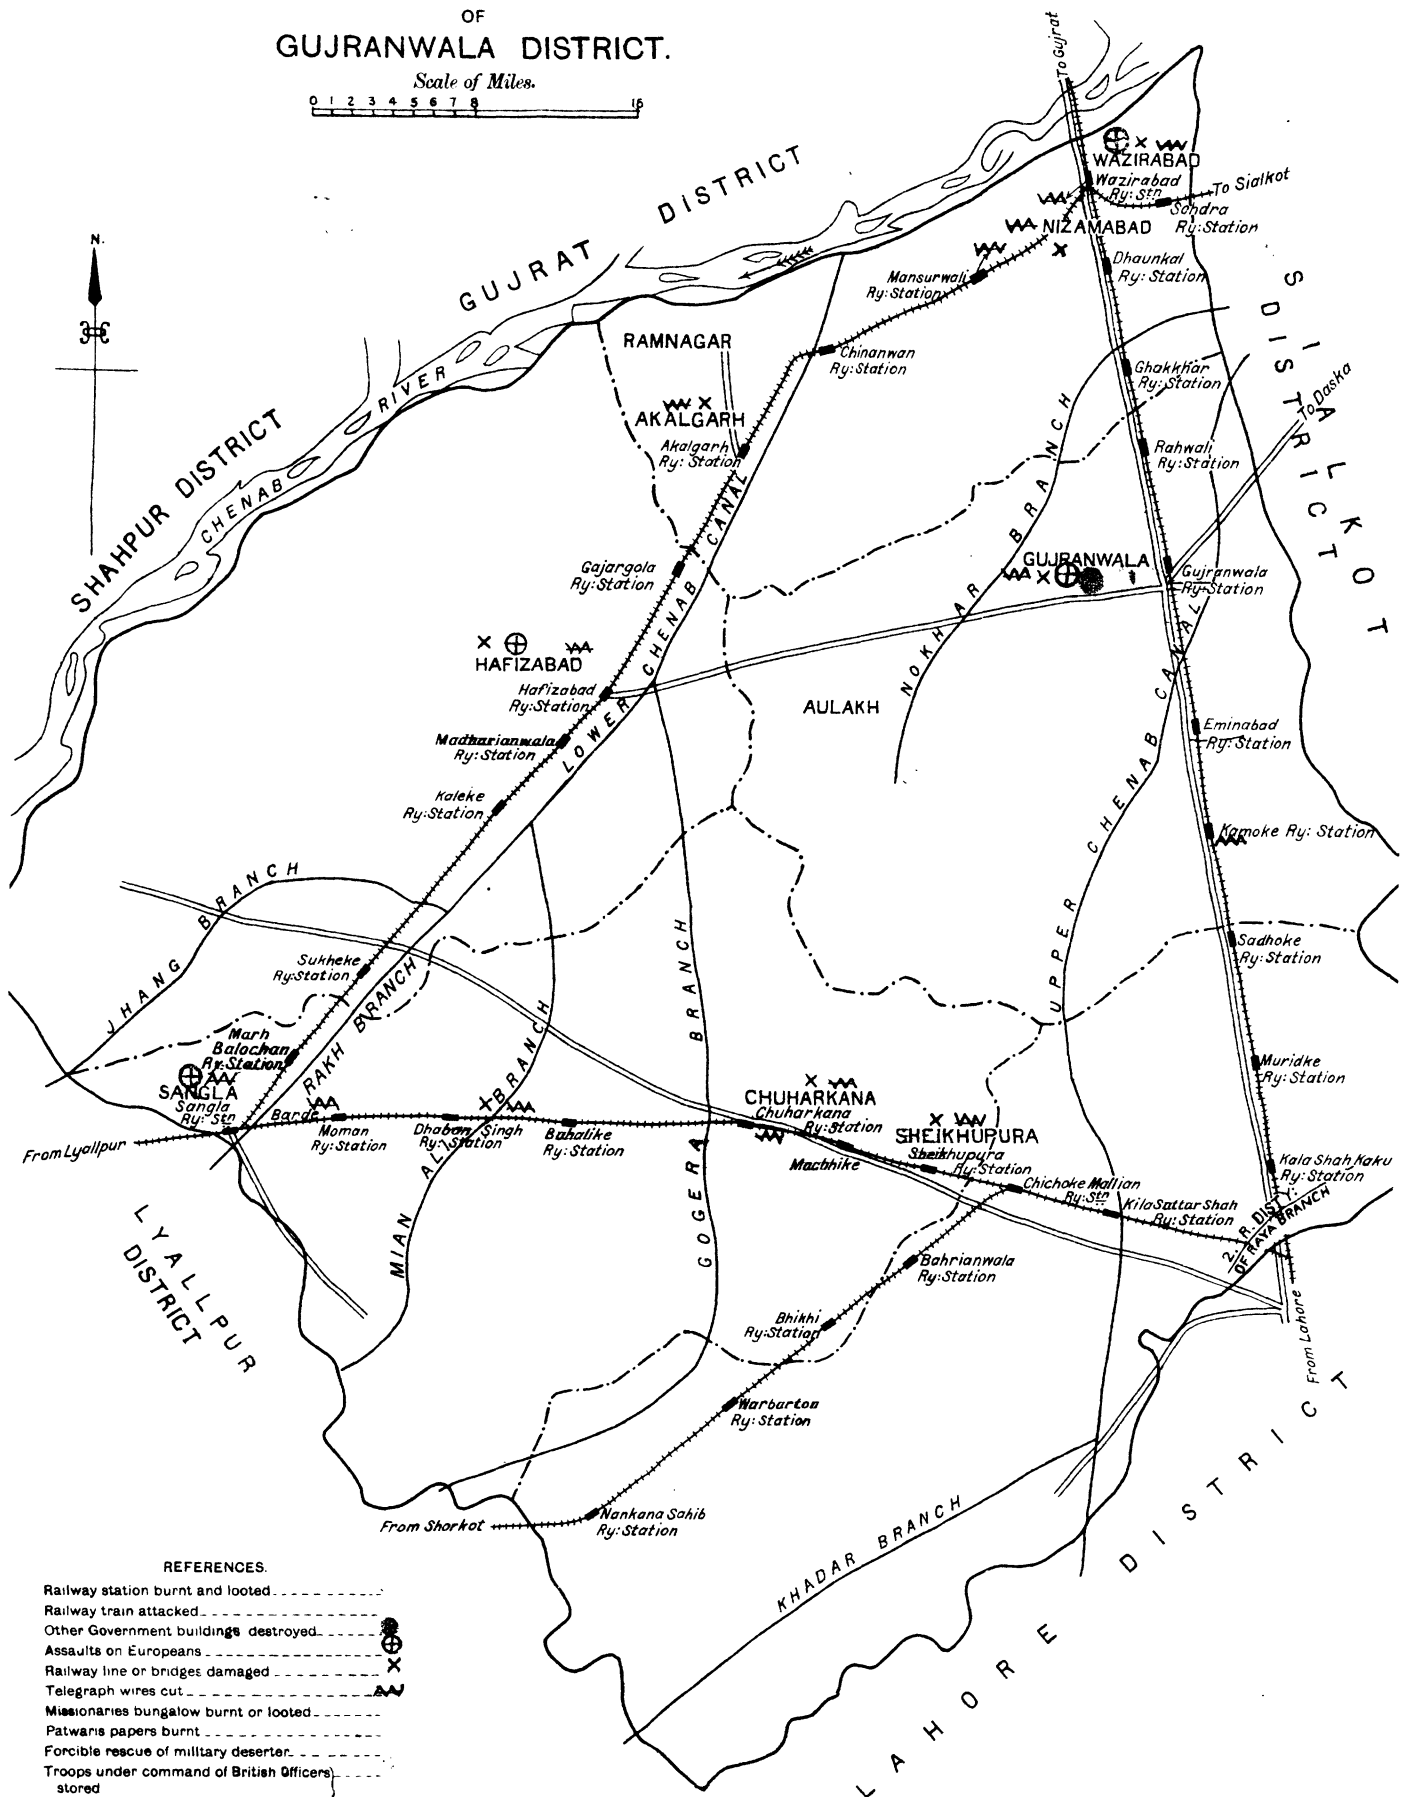 OF
GUJRANWALA DISTRICT.
Scale of Miles.
0 1 2 3 4 5 6 7 8 16
To Gujrat
N.
GUJRAT DISTRICT
SHAHPUR DISTRICT
CHENAB RIVER
WAZIRABAD
Wazirabad
Ry: Stn
To Sialkot
Sohdra
Ry:Station
NIZAMABAD
Dhaunkal
Ry:Station
Mansurwali
Ry:Station
SIALKOT
DISTRICT
RAMNAGAR
Chinanwan
Ry:Station
Ghakkhar
Ry:Station
To Daska
AKALGARH
Akalgarh
Ry: Station
Rahwali
Ry:Station
NOKHAR BRANCH
Gajargola
Ry:Station
GUJRANWALA
Gujranwala
Ry:Station
LOWER CHENAB CANAL
HAFIZABAD
Hafizabad
Ry:Station
AULAKH
Madharianwala
Ry:Station
Eminabad
Ry:Station
UPPER CHENAB CANAL
Kaleke
Ry:Station
Kamoke Ry: Station
JHANG BRANCH
Sukheke
Ry:Station
RAKH BRANCH
GOGERA BRANCH
Sadhoke
Ry:Station
Marh
Balochan
Ry:Station
SANGLA
Sangla
Ry: Stn
Muridke
Ry:Station
CHUHARKANA
Chuharkana
Ry:Station
Barde
Moman
Ry:Station
Dhaban Singh
Ry: Station
Bahalike
Ry:Station
MIAN ALI BRANCH
SHEIKHUPURA
Sheikhupura
Ry:Station
Machhike
From Lyallpur
Kala Shah Kaku
Ry:Station
Chichoke Mallian
Ry:Stn
Kila Sattar Shah
Ry:Station
2. R. DISTY:
OF RAYA BRANCH
LYALLPUR
DISTRICT
Bahrianwala
Ry:Station
Bhikhi
Ry:Station
From Lahore
Warburton
Ry:Station
Nankana Sahib
Ry:Station
From Shorkot
KHADAR BRANCH
LAHORE DISTRICT
REFERENCES.
Railway station burnt and looted
Railway train attacked
Other Government buildings destroyed
Assaults on Europeans
Railway line or bridges damaged
Telegraph wires cut
Missionaries bungalow burnt or looted
Patwaris papers burnt
Forcible rescue of military deserter
Troops under command of British Officers
stored